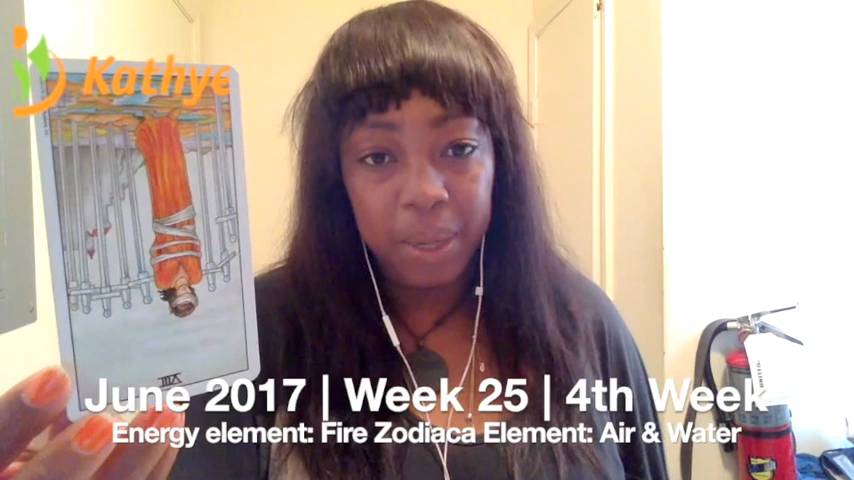 Kathye
VIII
June 2017 | Week 25 | 4th Week
Energy element: Fire Zodiaca Element: Air & Water